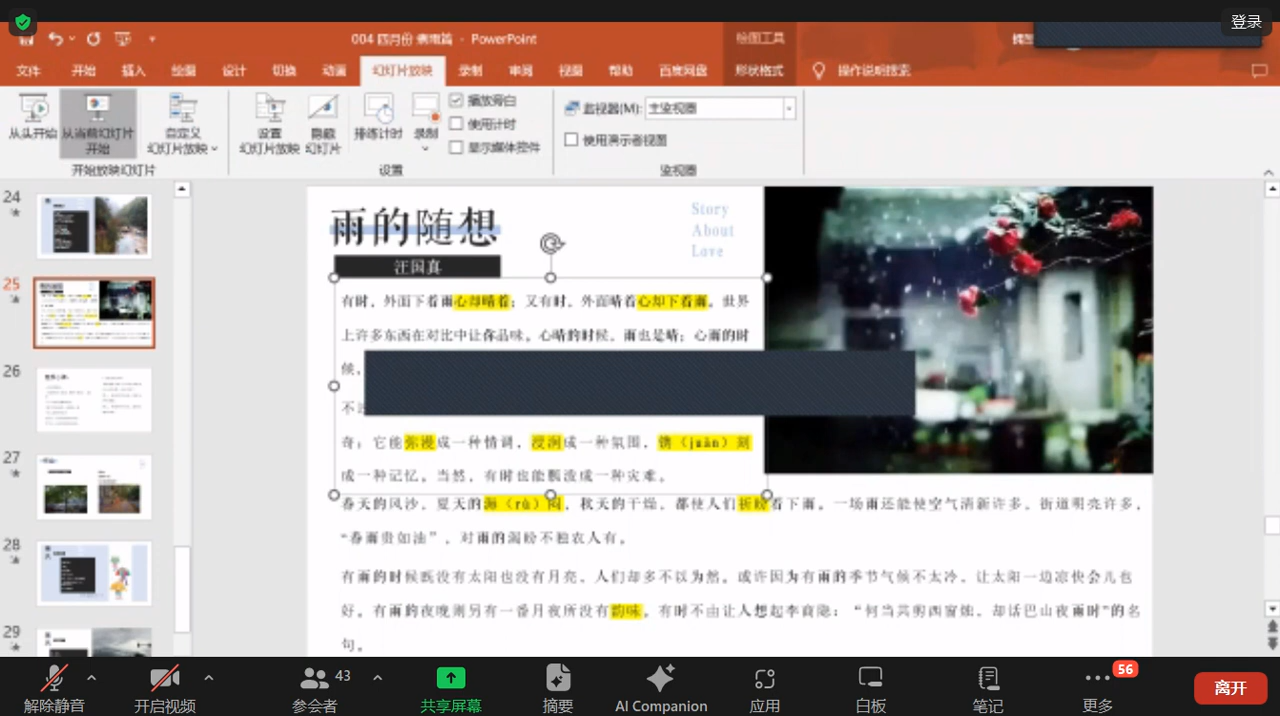 登录
004 四月份 PowerPoint
绘图工具
文件 开始 插入 绘图 设计 切换 动画 幻灯片放映 录制 审阅 视图 帮助 百度网盘 形状格式 操作说明搜索
从头开始 从当前幻灯片开始 自定义幻灯片放映 设置幻灯片放映 隐藏幻灯片 排练计时 录制
播放旁白
使用计时
显示媒体控件
监视器(M): 主监视器
使用演示者视图
开始放映幻灯片 设置 监视器
24
25
26
27
28
29
雨的随想
汪国真
Story
About
Love
有时，外面下着雨心却晴着；又有时，外面晴着心却下着雨。世界
上许多东西在对比中让你品味。心晴的时候，雨也是晴；心雨的时
候，
不
奇；它能弥漫成一种情调，浸润成一种氛围，镌（juān）刻
成一种记忆。当然，有时也能瓢泼成一种灾难。
春天的风沙，夏天的溽（rù）闷，秋天的干燥，都使人们祈盼着下雨。一场雨还能使空气清新许多，街道明亮许多，
“春雨贵如油”，对雨的渴盼不独农人有。
有雨的时候既没有太阳也没有月亮，人们却多不以为然。或许因为有雨的季节气候不太冷，让太阳一边凉快会儿也
好。有雨的夜晚则另有一番月夜所没有韵味。有时不由让人想起李商隐：“何当共剪西窗烛，却话巴山夜雨时”的名
句。
解除静音 开启视频 参会者 43 共享屏幕 摘要 AI Companion 应用 白板 笔记 更多 56 离开